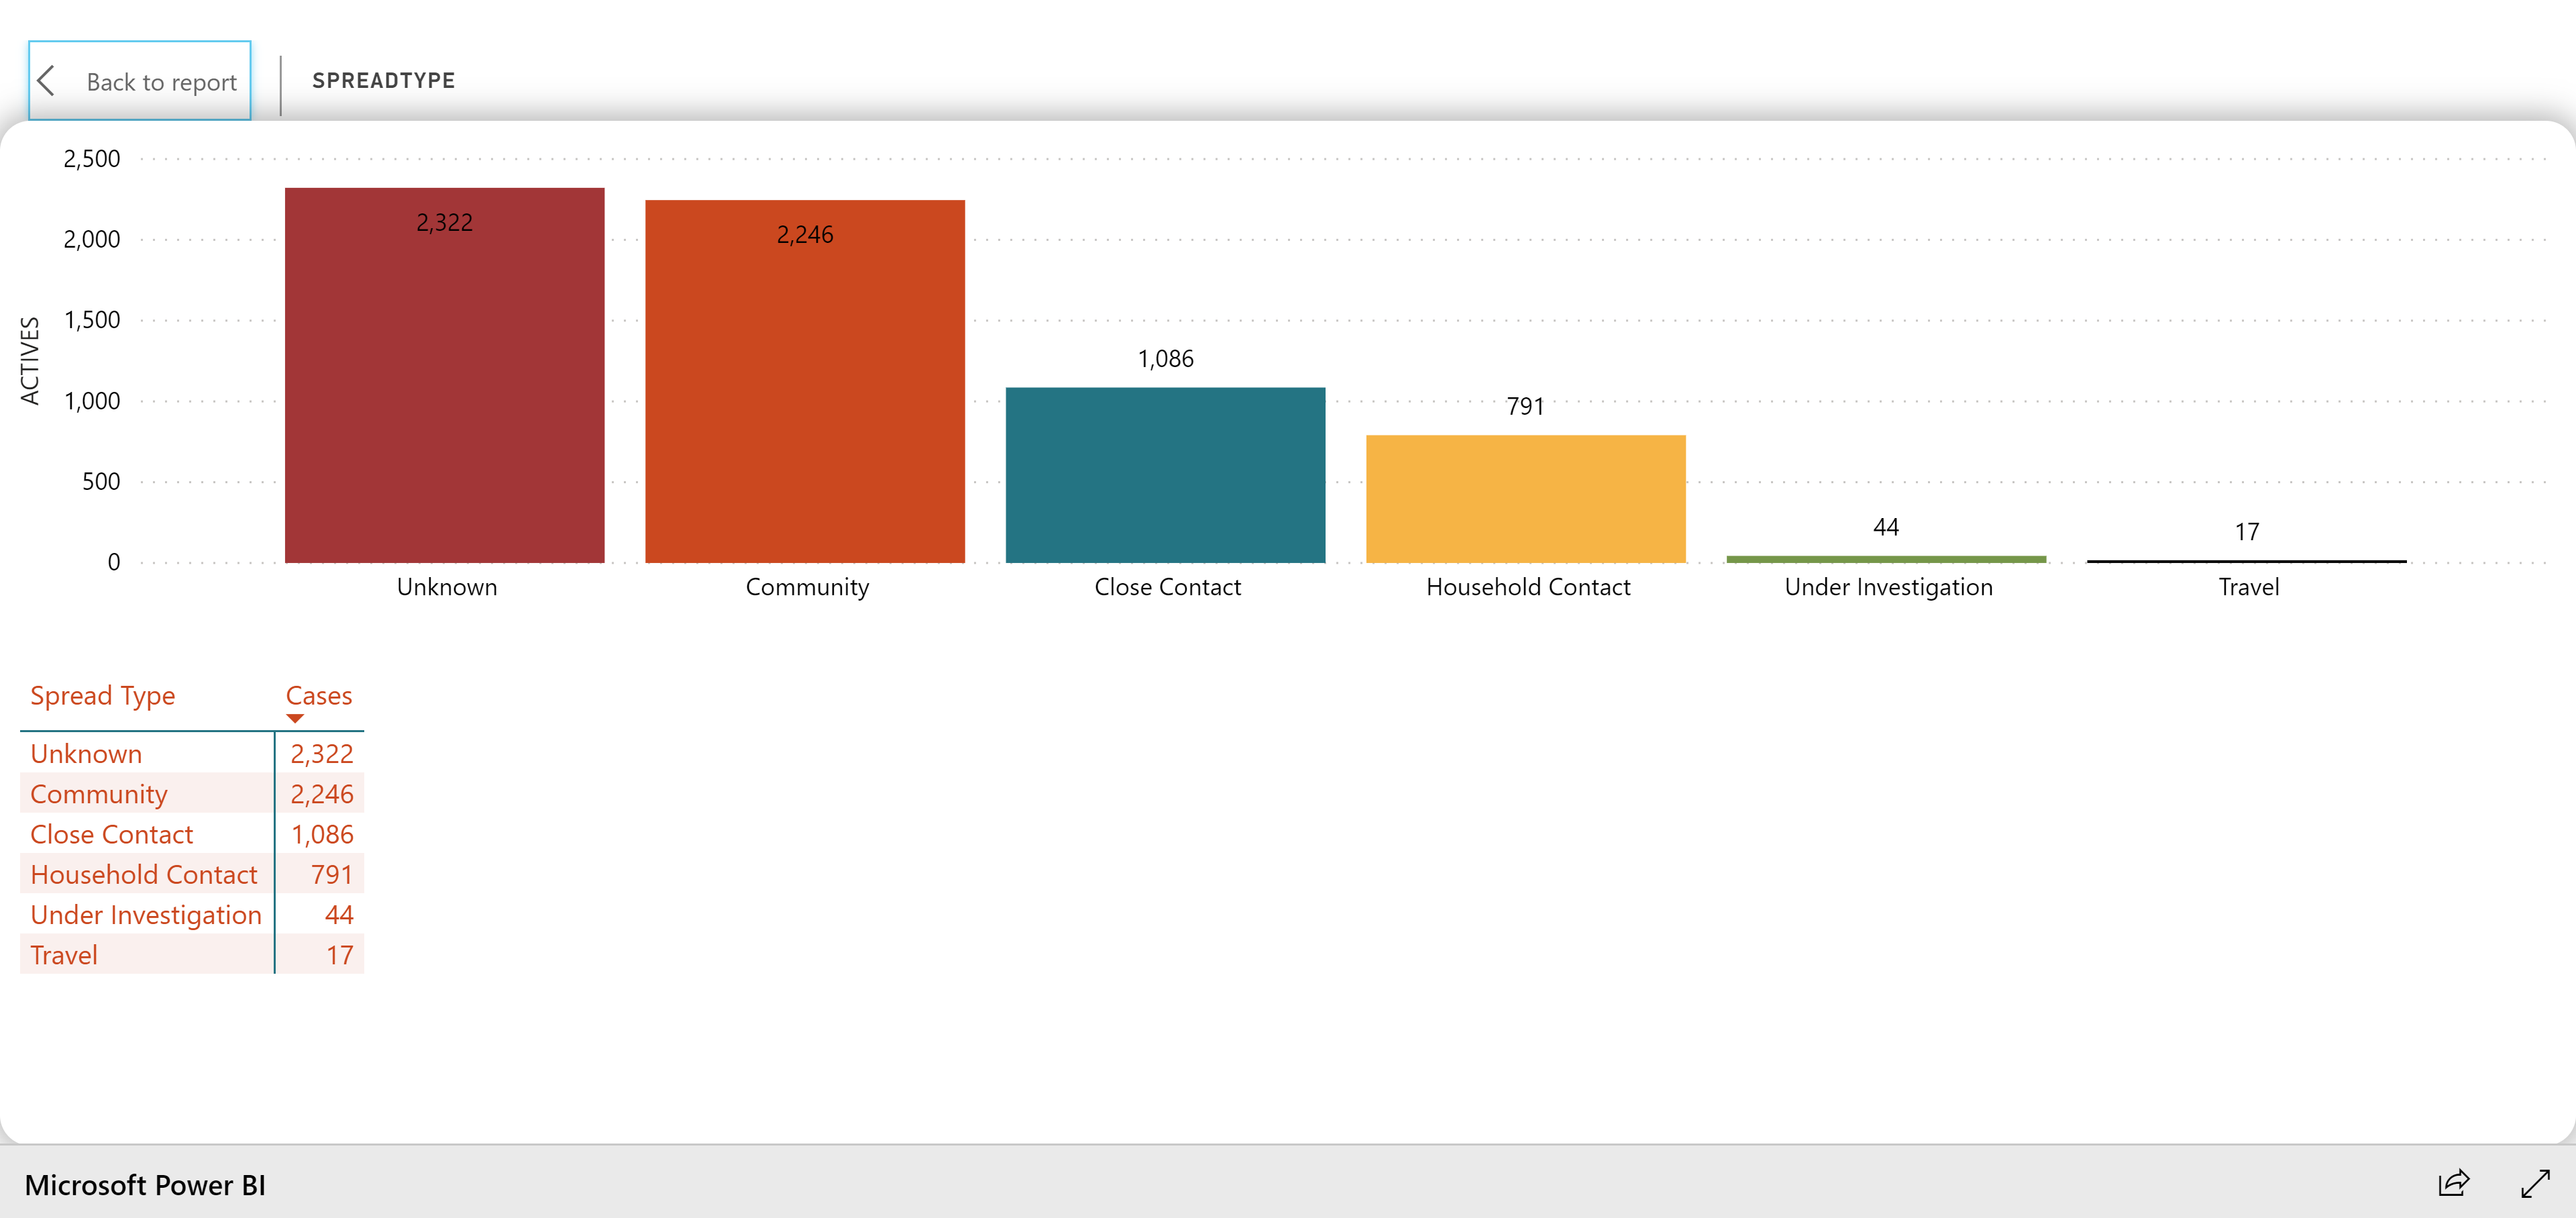 Back to report
SPREADTYPE
ACTIVES
2,500
2,000
1,500
1,000
500
0
2,322
2,246
1,086
791
44
17
Unknown Community Close Contact Household Contact Under Investigation Travel
Spread Type Cases
Unknown 2,322
Community 2,246
Close Contact 1,086
Household Contact 791
Under Investigation 44
Travel 17
Microsoft Power BI